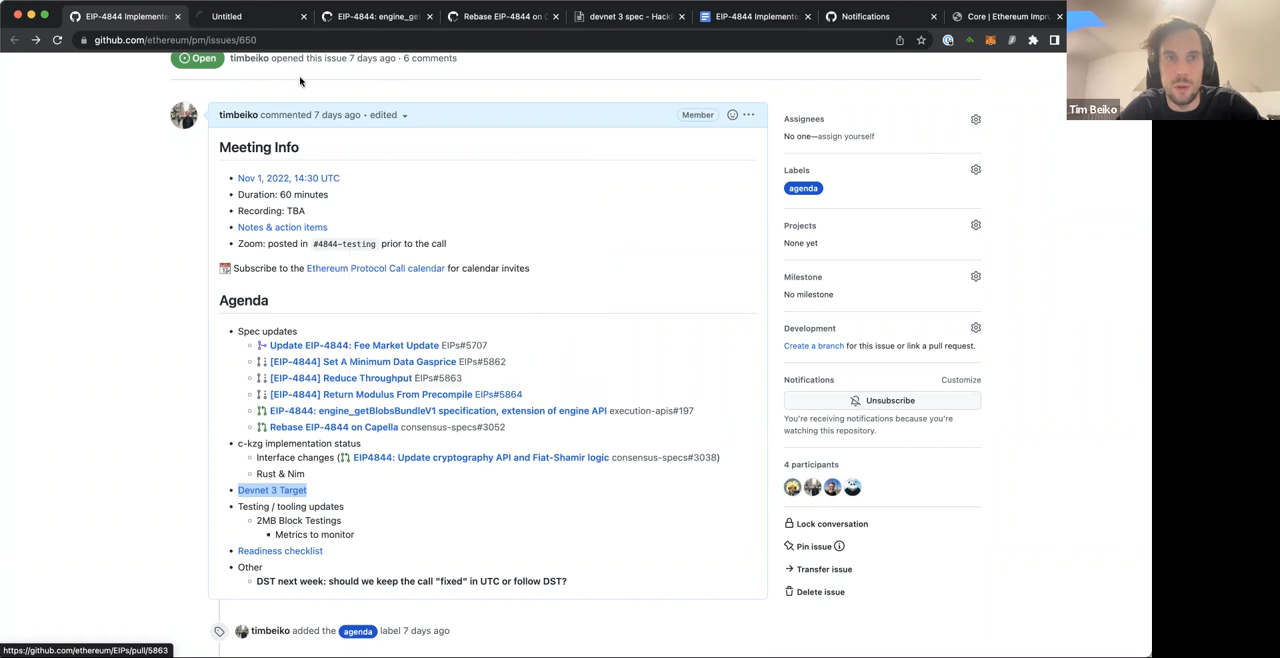 EIP-4844 Implemente
Untitled
EIP-4844: engine_ge
Rebase EIP-4844 on C
devnet 3 spec - Hack
EIP-4844 Implemente
Notifications
Core | Ethereum Impr
github.com/ethereum/pm/issues/650
Open timbeiko opened this issue 7 days ago · 6 comments
timbeiko commented 7 days ago • edited
Member
Meeting Info
• Nov 1, 2022, 14:30 UTC
• Duration: 60 minutes
• Recording: TBA
• Notes & action items
• Zoom: posted in #4844-testing prior to the call
Subscribe to the Ethereum Protocol Call calendar for calendar invites
Agenda
• Spec updates
Update EIP-4844: Fee Market Update EIPs#5707
[EIP-4844] Set A Minimum Data Gasprice EIPs#5862
[EIP-4844] Reduce Throughput EIPs#5863
[EIP-4844] Return Modulus From Precompile EIPs#5864
EIP-4844: engine_getBlobsBundleV1 specification, extension of engine API execution-apis#197
Rebase EIP-4844 on Capella consensus-specs#3052
• c-kzg implementation status
Interface changes (EIP4844: Update cryptography API and Fiat-Shamir logic consensus-specs#3038)
Rust & Nim
• Devnet 3 Target
• Testing / tooling updates
2MB Block Testings
Metrics to monitor
• Readiness checklist
• Other
DST next week: should we keep the call "fixed" in UTC or follow DST?
timbeiko added the agenda label 7 days ago
Assignees
No one—assign yourself
Labels
agenda
Projects
None yet
Milestone
No milestone
Development
Create a branch for this issue or link a pull request.
Notifications
Customize
Unsubscribe
You're receiving notifications because you're
watching this repository.
4 participants
Lock conversation
Pin issue
Transfer issue
Delete issue
Tim Beiko
https://github.com/ethereum/EIPs/pull/5863